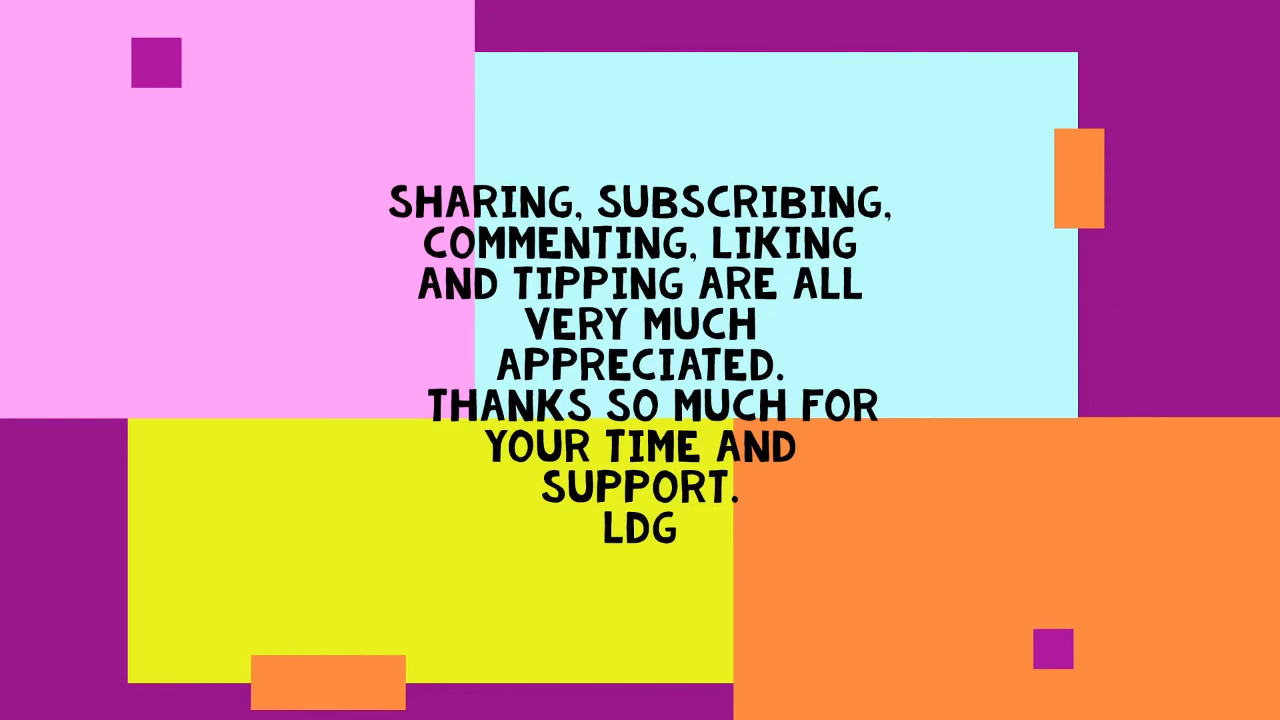 SHARING, SUBSCRIBING,
COMMENTING, LIKING
AND TIPPING ARE ALL
VERY MUCH
APPRECIATED.
THANKS SO MUCH FOR
YOUR TIME AND
SUPPORT.
LDG